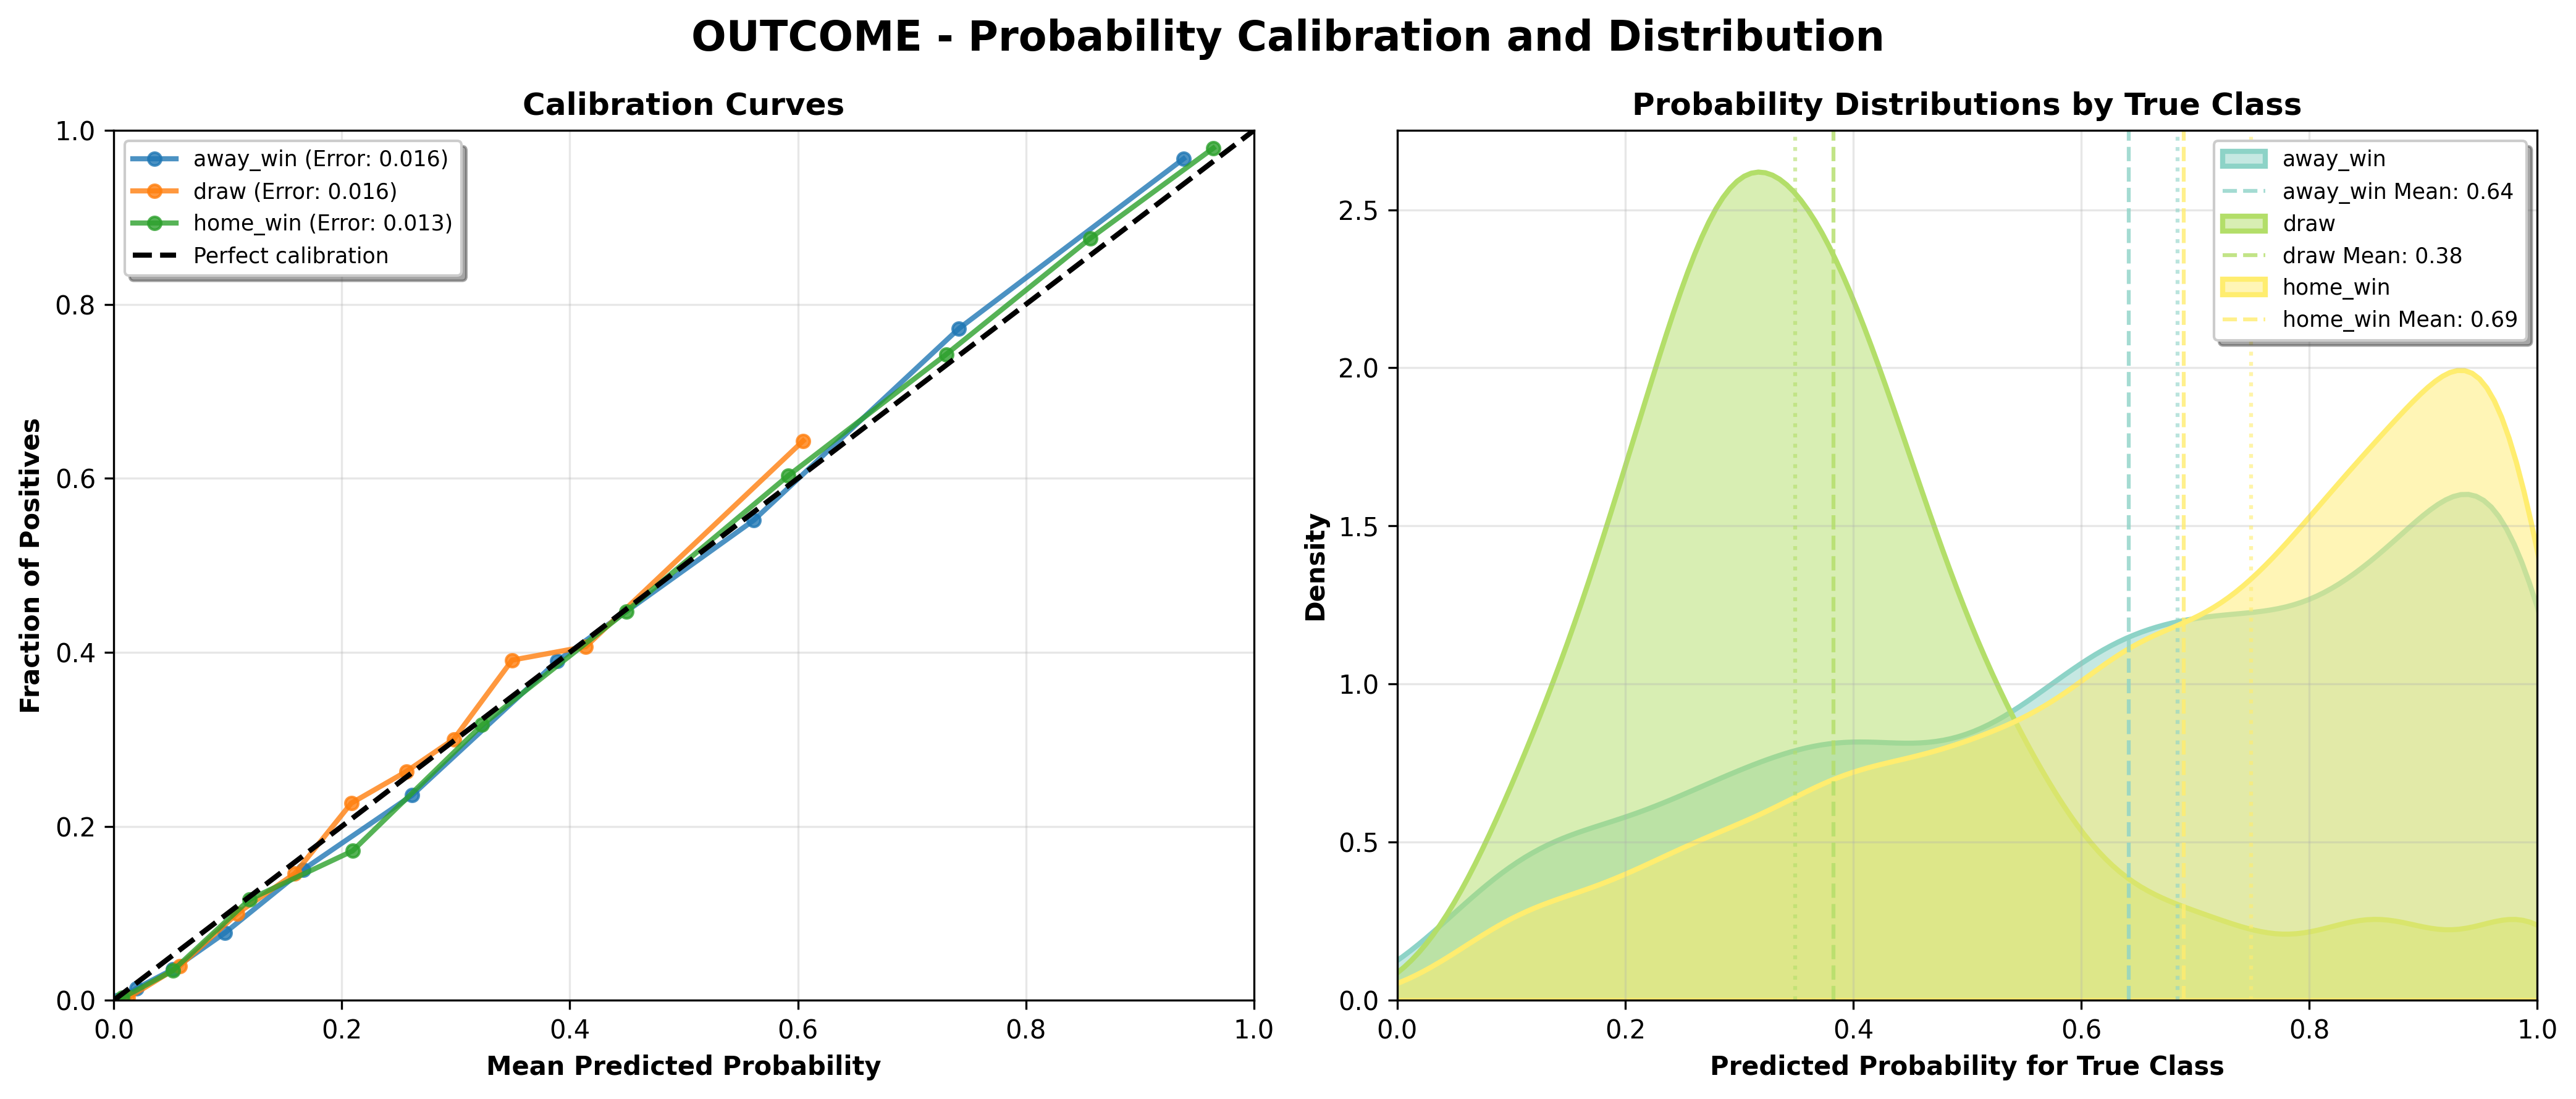 OUTCOME - Probability Calibration and Distribution
Calibration Curves
away_win (Error: 0.016)
draw (Error: 0.016)
home_win (Error: 0.013)
Perfect calibration
1.0
0.8
0.6
0.4
0.2
0.0
Fraction of Positives
0.0 0.2 0.4 0.6 0.8 1.0
Mean Predicted Probability
Probability Distributions by True Class
away_win
away_win Mean: 0.64
draw
draw Mean: 0.38
home_win
home_win Mean: 0.69
2.5
2.0
1.5
1.0
0.5
0.0
Density
0.0 0.2 0.4 0.6 0.8 1.0
Predicted Probability for True Class